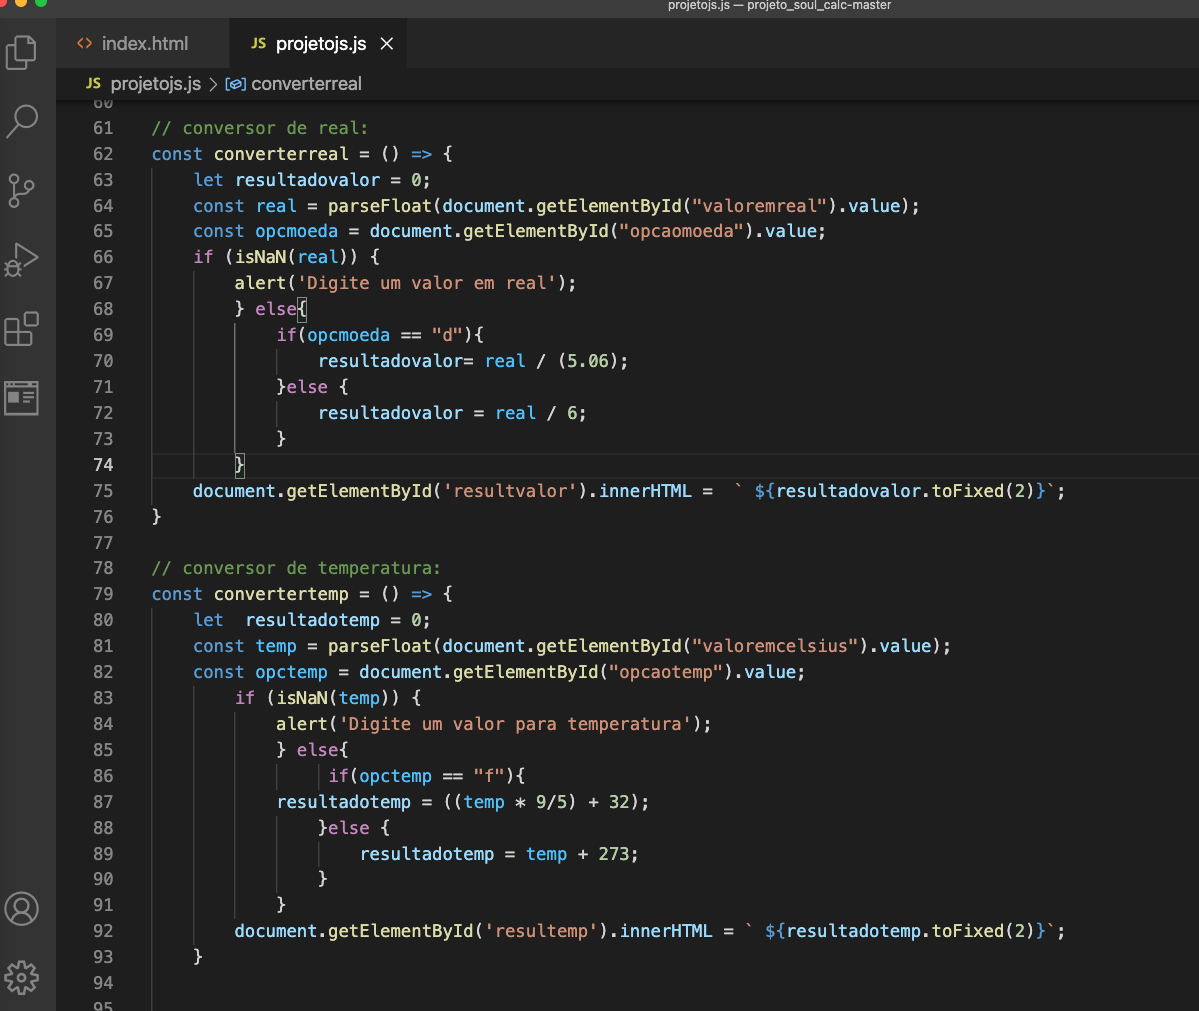 projetojs.js — projeto_soul_calc-master
<> index.html JS projetojs.js ×
JS projetojs.js > converterreal
60
61 // conversor de real:
62 const converterreal = () => {
63 let resultadovalor = 0;
64 const real = parseFloat(document.getElementById("valoremreal").value);
65 const opcmoeda = document.getElementById("opcaomoeda").value;
66 if (isNaN(real)) {
67 alert('Digite um valor em real');
68 } else{
69 if(opcmoeda == "d"){
70 resultadovalor= real / (5.06);
71 }else {
72 resultadovalor = real / 6;
73 }
74 }
75 document.getElementById('resultvalor').innerHTML =  ` ${resultadovalor.toFixed(2)}`;
76 }
77
78 // conversor de temperatura:
79 const convertertemp = () => {
80 let  resultadotemp = 0;
81 const temp = parseFloat(document.getElementById("valoremcelsius").value);
82 const opctemp = document.getElementById("opcaotemp").value;
83 if (isNaN(temp)) {
84 alert('Digite um valor para temperatura');
85 } else{
86 if(opctemp == "f"){
87 resultadotemp = ((temp * 9/5) + 32);
88 }else {
89 resultadotemp = temp + 273;
90 }
91 }
92 document.getElementById('resultemp').innerHTML = ` ${resultadotemp.toFixed(2)}`;
93 }
94
95